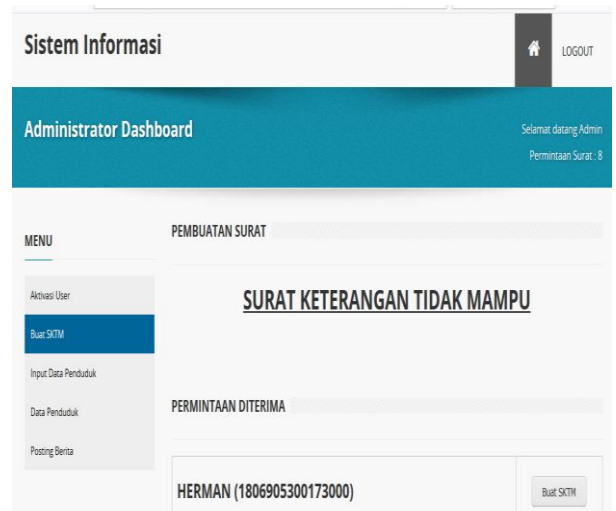 Sistem Informasi
LOGOUT
Administrator Dashboard
Selamat datang Admin
Permintaan Surat : 8
MENU
Aktivasi User
Buat SKTM
Input Data Penduduk
Data Penduduk
Posting Berita
PEMBUATAN SURAT
SURAT KETERANGAN TIDAK MAMPU
PERMINTAAN DITERIMA
HERMAN (1806905300173000)
Buat SKTM